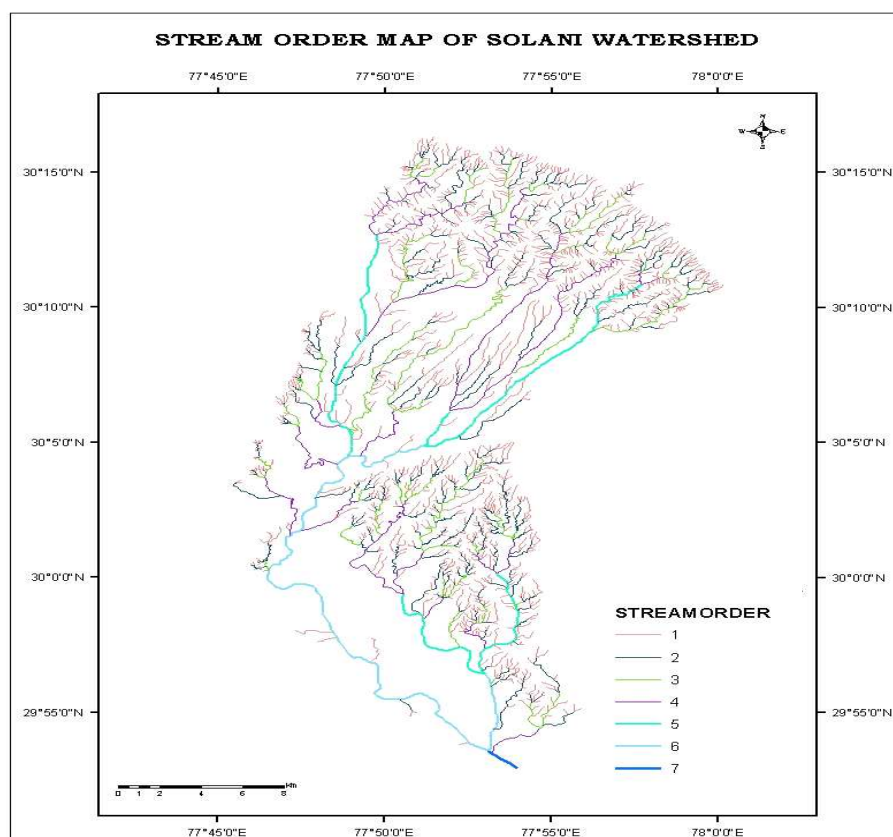 STREAM ORDER MAP OF SOLANI WATERSHED
77°45'0"E 77°50'0"E 77°55'0"E 78°0'0"E
N
W E
S
30°15'0"N 30°15'0"N
30°10'0"N 30°10'0"N
30°5'0"N 30°5'0"N
30°0'0"N 30°0'0"N
STREAMORDER
1
2
3
4
5
6
7
29°55'0"N 29°55'0"N
km
0 1 2 4 6 8
77°45'0"E 77°50'0"E 77°55'0"E 78°0'0"E